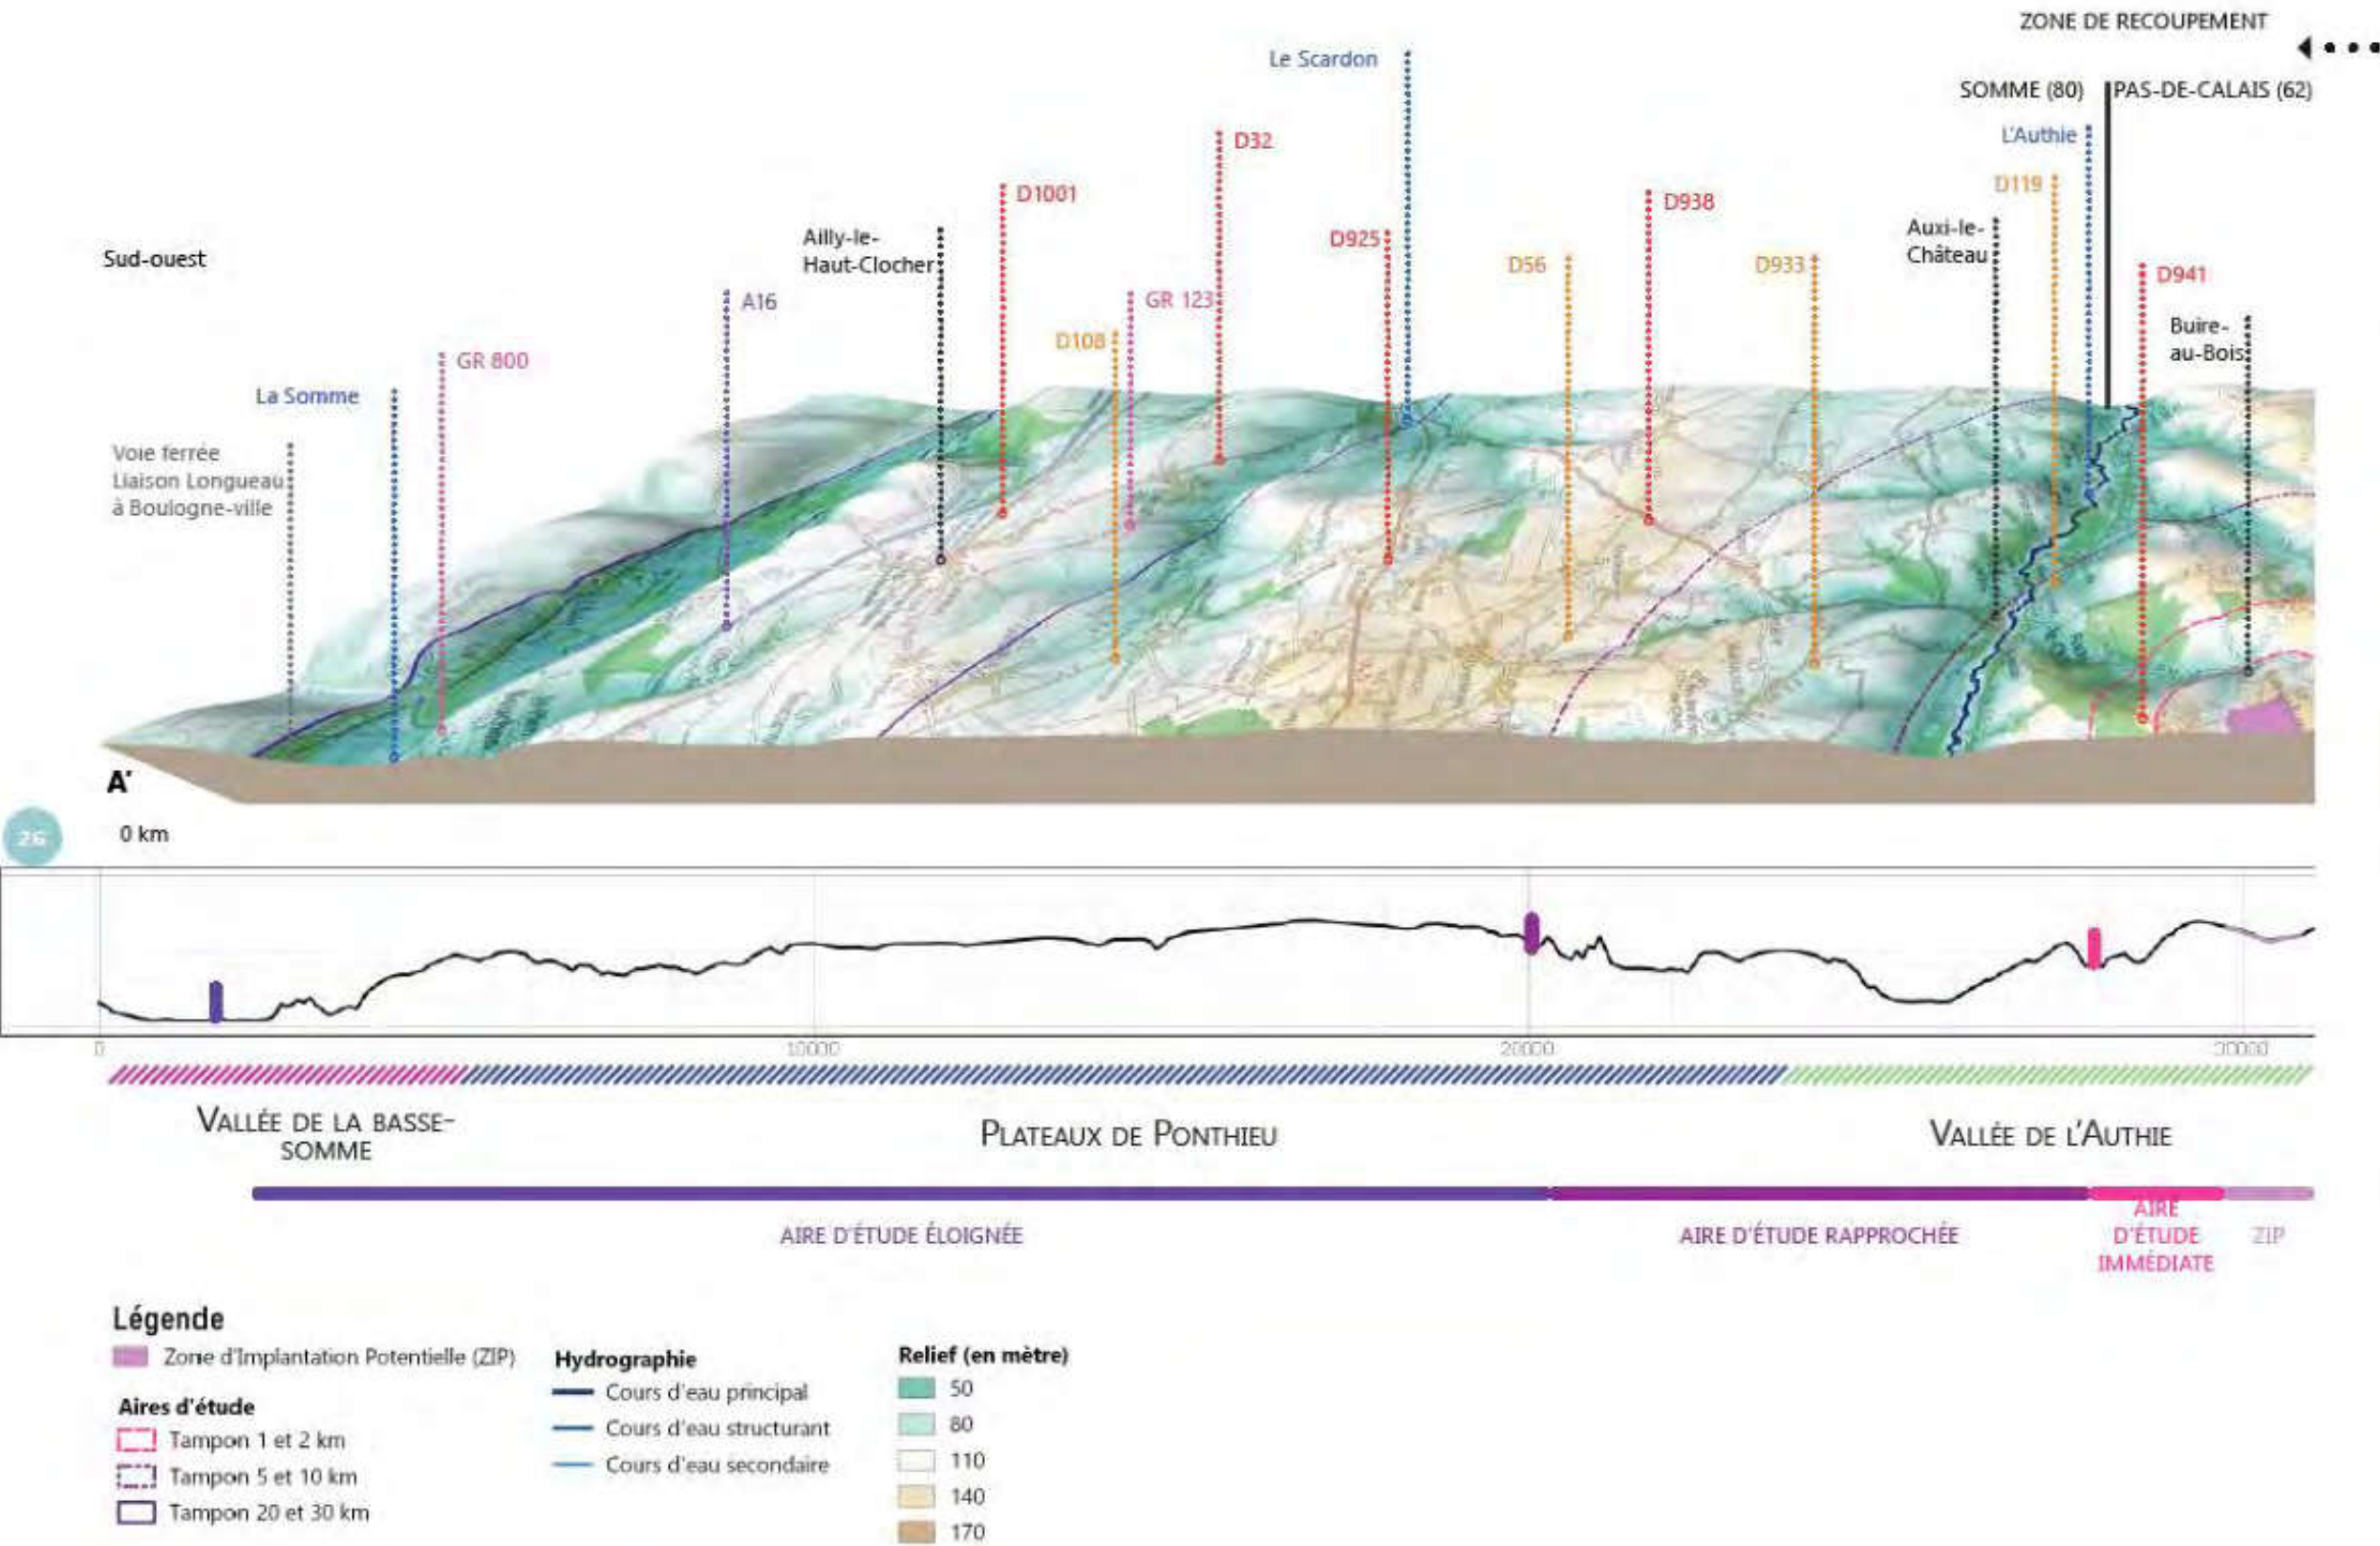 ZONE DE RECOUPEMENT
Le Scardon
SOMME (80)
PAS-DE-CALAIS (62)
L'Authie
D32
D119
D1001
D938
Ailly-le-
Haut-Clocher
D925
Auxi-le-
Château
Sud-ouest
D56
D933
D941
A16
GR 123
Buire-
au-Bois
D108
GR 800
La Somme
Voie ferrée
Liaison Longueau
à Boulogne-ville
A'
26
0 km
0
10000
20000
30000
VALLÉE DE LA BASSE-
SOMME
PLATEAUX DE PONTHIEU
VALLÉE DE L'AUTHIE
AIRE D'ÉTUDE ÉLOIGNÉE
AIRE D'ÉTUDE RAPPROCHÉE
AIRE
D'ÉTUDE
IMMÉDIATE
ZIP
Légende
Zone d'Implantation Potentielle (ZIP)
Aires d'étude
Tampon 1 et 2 km
Tampon 5 et 10 km
Tampon 20 et 30 km
Hydrographie
Cours d'eau principal
Cours d'eau structurant
Cours d'eau secondaire
Relief (en mètre)
50
80
110
140
170